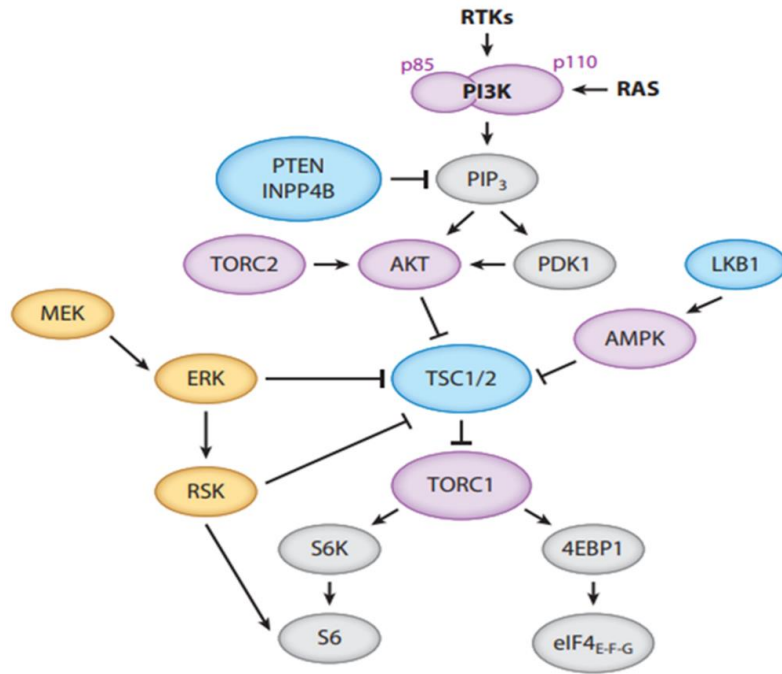 RTKs
p85
p110
PI3K
RAS
PTEN
INPP4B
PIP3
TORC2
AKT
PDK1
LKB1
MEK
AMPK
ERK
TSC1/2
RSK
TORC1
S6K
4EBP1
S6
eIF4E-F-G